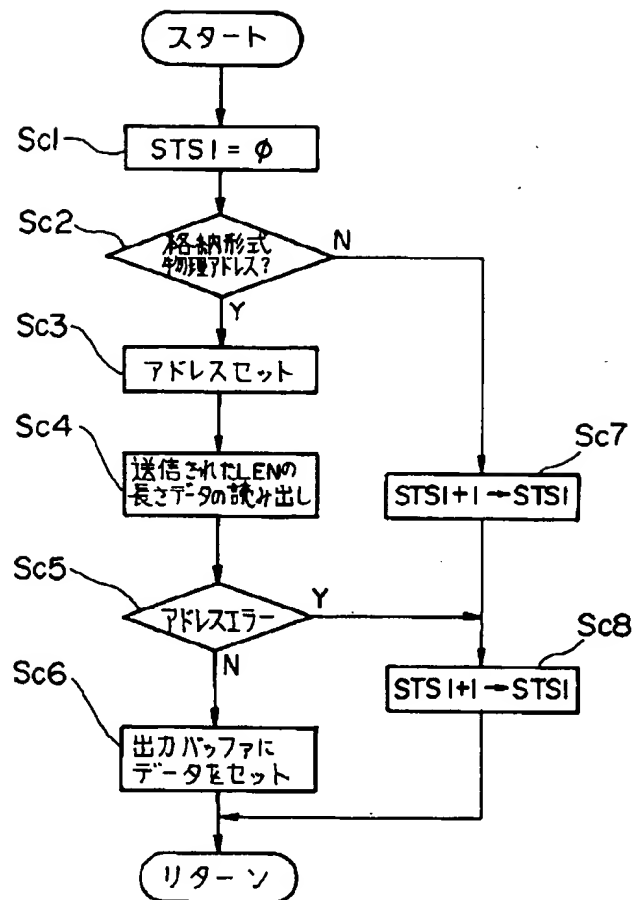 スタート
Sc1
STS1 = φ
Sc2
格納形式
物理アドレス?
N
Y
Sc3
アドレスセット
Sc4
送信されたLENの
長さデータの読み出し
Sc7
STS1+1→STS1
Sc5
アドレスエラー
Y
N
Sc8
STS1+1→STS1
Sc6
出力バッファに
データをセット
リターン